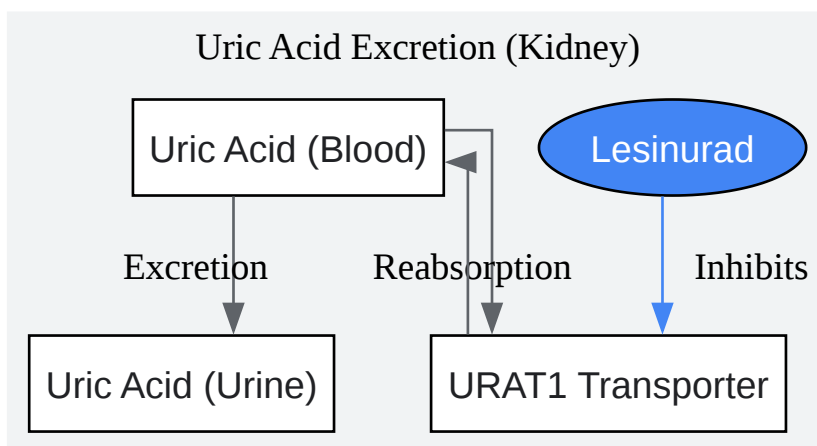 Uric Acid Excretion (Kidney)
Uric Acid (Blood)
Lesinurad
Excretion
Reabsorption
Inhibits
Uric Acid (Urine)
URAT1 Transporter